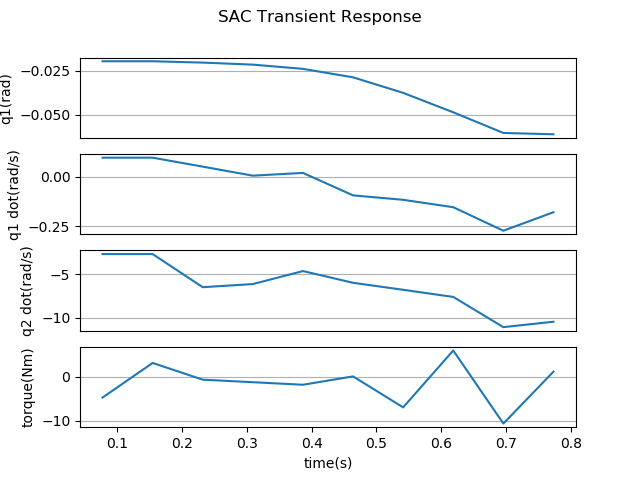 SAC Transient Response
q1(rad)
−0.025
−0.050
q1 dot(rad/s)
0.00
−0.25
q2 dot(rad/s)
−5
−10
torque(Nm)
0
−10
0.1 0.2 0.3 0.4 0.5 0.6 0.7 0.8
time(s)